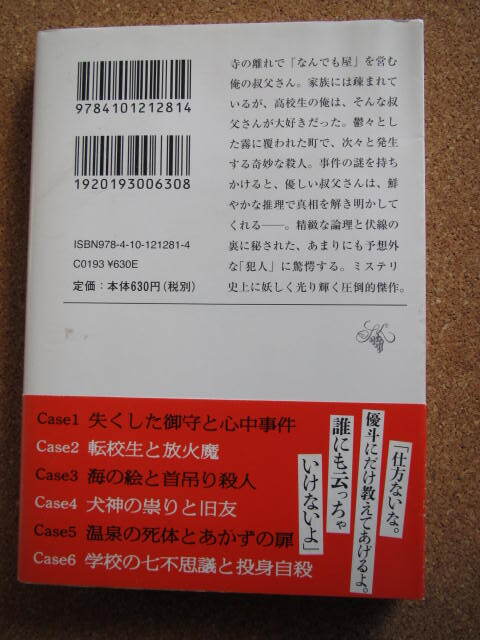 9784101212814
1920193006308
ISBN978-4-10-121281-4
C0193 ¥630E
定価：本体630円（税別）
寺の離れで「なんでも屋」を営む
俺の叔父さん。家族には疎まれ
ているが、高校生の俺は、そんな叔
父さんが大好きだった。鬱々とし
た霧に覆われた町で、次々と発生
する奇妙な殺人。事件の謎を持ち
かけると、優しい叔父さんは、鮮
やかな推理で真相を解き明かして
くれる――。精緻な論理と伏線の
裏に秘された、あまりにも予想外
な「犯人」に驚愕する。ミステリ
史上に妖しく光り輝く圧倒的傑作。
「仕方ないな。
優斗にだけ教えてあげるよ。
誰にも云っちゃ
いけないよ」
Case1 失くした御守と心中事件
Case2 転校生と放火魔
Case3 海の絵と首吊り殺人
Case4 犬神の祟りと旧友
Case5 温泉の死体とあかずの扉
Case6 学校の七不思議と投身自殺